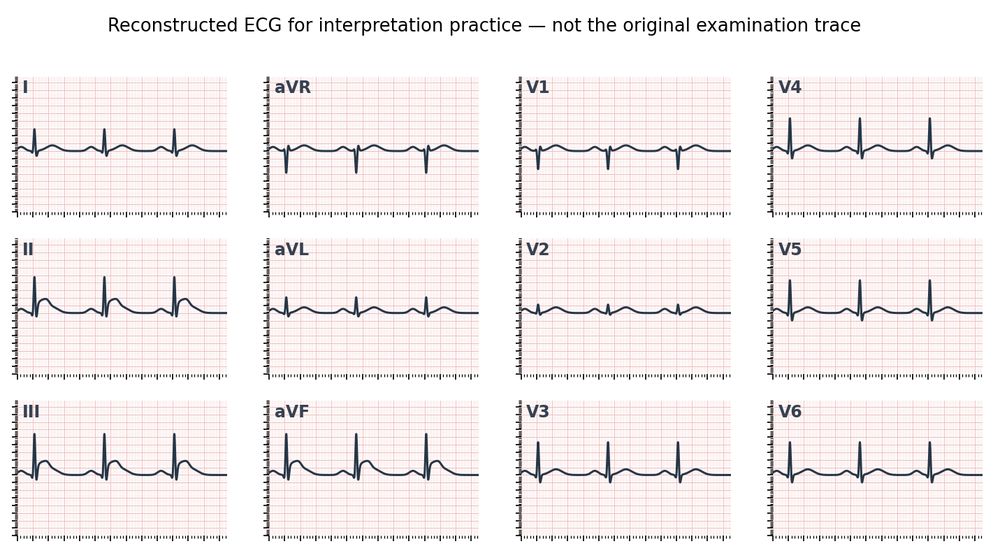 Reconstructed ECG for interpretation practice — not the original examination trace
I
aVR
V1
V4
II
aVL
V2
V5
III
aVF
V3
V6